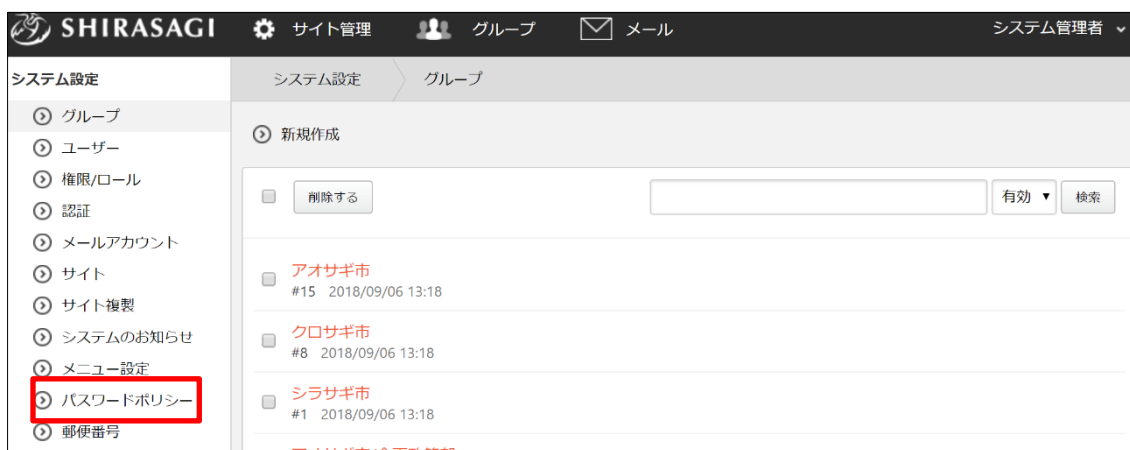 SHIRASAGI サイト管理 グループ メール システム管理者
システム設定
システム設定 グループ
グループ
ユーザー
権限/ロール
認証
メールアカウント
サイト
サイト複製
システムのお知らせ
メニュー設定
パスワードポリシー
郵便番号
新規作成
削除する 有効 検索
アオサギ市
#15 2018/09/06 13:18
クロサギ市
#8 2018/09/06 13:18
シラサギ市
#1 2018/09/06 13:18